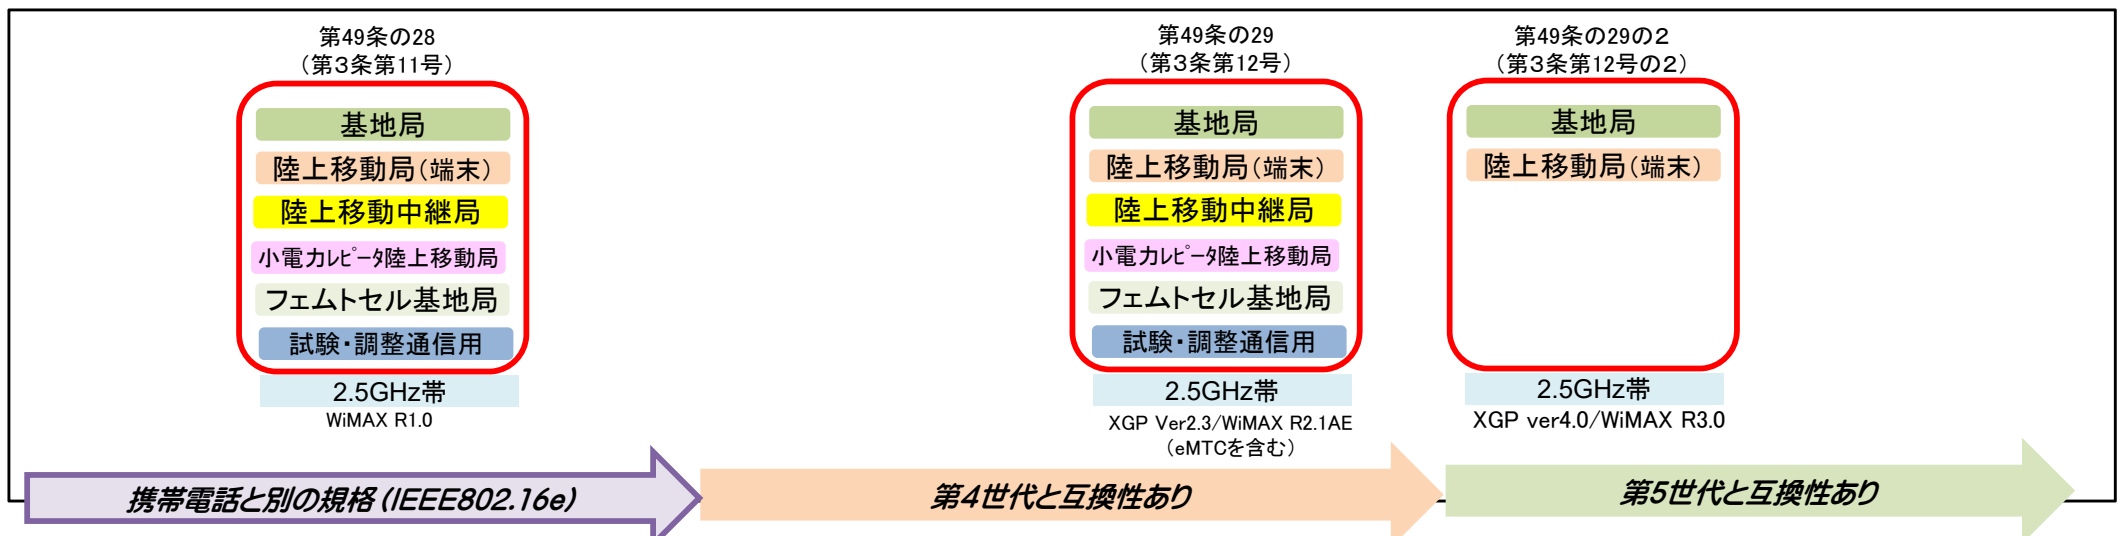 第49条の28
（第３条第11号）
基地局
陸上移動局（端末）
陸上移動中継局
小電力ﾚﾋﾟｰﾀ陸上移動局
フェムトセル基地局
試験・調整通信用
2.5GHz帯
WiMAX R1.0
第49条の29
（第３条第12号）
基地局
陸上移動局（端末）
陸上移動中継局
小電力ﾚﾋﾟｰﾀ陸上移動局
フェムトセル基地局
試験・調整通信用
2.5GHz帯
XGP Ver2.3/WiMAX R2.1AE
（eMTCを含む）
第49条の29の２
（第３条第12号の２）
基地局
陸上移動局（端末）
2.5GHz帯
XGP ver4.0/WiMAX R3.0
携帯電話と別の規格（IEEE802.16e）
第4世代と互換性あり
第5世代と互換性あり